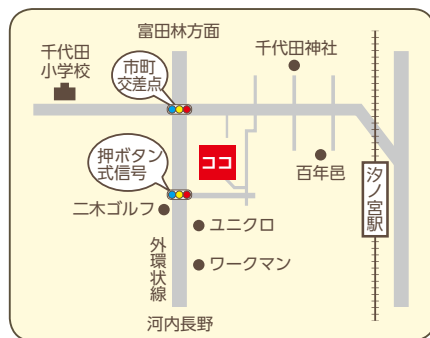 富田林方面
千代田
小学校
市町
交差点
千代田神社
押ボタン
式信号
ココ
百年邑
汐ノ宮駅
二木ゴルフ
ユニクロ
外環状線
ワークマン
河内長野